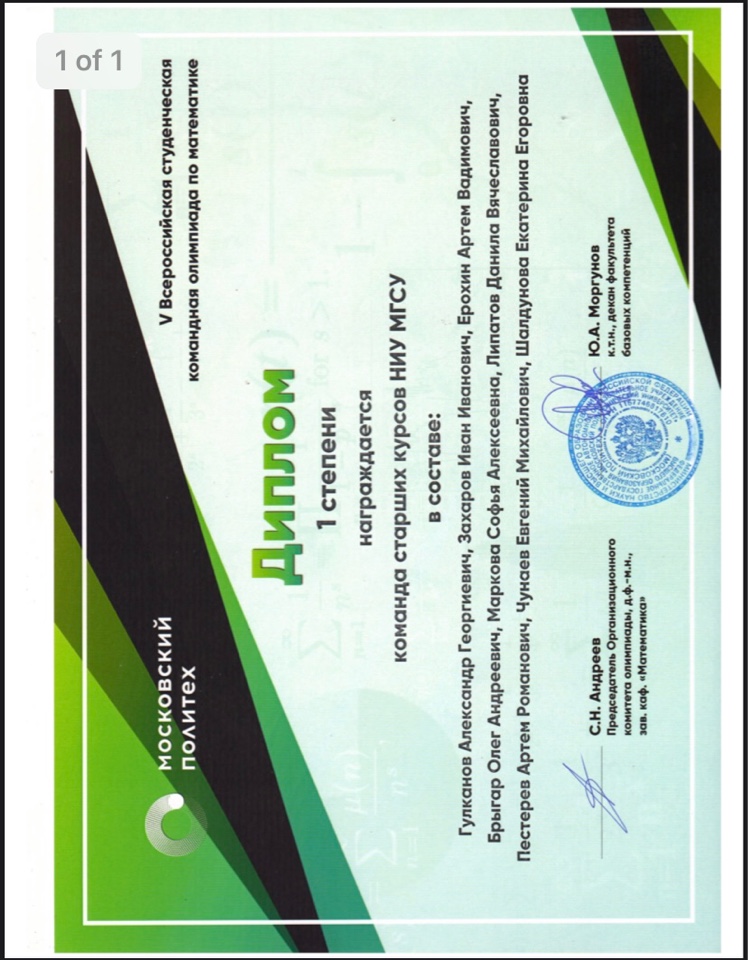 1 of 1
МОСКОВСКИЙ
ПОЛИТЕХ
V Всероссийская студенческая
командная олимпиада по математике
Диплом
1 степени
награждается
команда старших курсов НИУ МГСУ
в составе:
Гулканов Александр Георгиевич, Захаров Иван Иванович, Ерохин Артем Вадимович,
Брыгар Олег Андреевич, Маркова Софья Алексеевна, Липатов Данила Вячеславович,
Пестерев Артем Романович, Чунаев Евгений Михайлович, Шалдунова Екатерина Егоровна
С.Н. Андреев
Председатель Организационного
комитета олимпиады, д.ф.-м.н.,
зав. каф. «Математика»
Ю.А. Моргунов
к.т.н., декан факультета
базовых компетенций